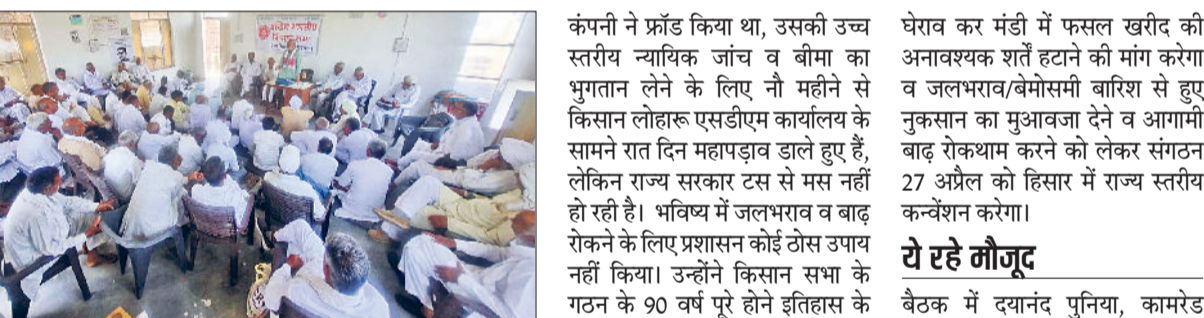 अखिल भारतीय
किसान सभा
कंपनी ने फ्रॉड किया था, उसकी उच्च
स्तरीय न्यायिक जांच व बीमा का
भुगतान लेने के लिए नौ महीने से
किसान लोहारू एसडीएम कार्यालय के
सामने रात दिन महापड़ाव डाले हुए हैं,
लेकिन राज्य सरकार टस से मस नहीं
हो रही है। भविष्य में जलभराव व बाढ़
रोकने के लिए प्रशासन कोई ठोस उपाय
नहीं किया। उन्होंने किसान सभा के
गठन के 90 वर्ष पूरे होने इतिहास के
घेराव कर मंडी में फसल खरीद की
अनावश्यक शर्तें हटाने की मांग करेगा
व जलभराव/बेमोसमी बारिश से हुए
नुकसान का मुआवजा देने व आगामी
बाढ़ रोकथाम करने को लेकर संगठन
27 अप्रैल को हिसार में राज्य स्तरीय
कन्वेंशन करेगा।
ये रहे मौजूद
बैठक में दयानंद पुनिया, कामरेड